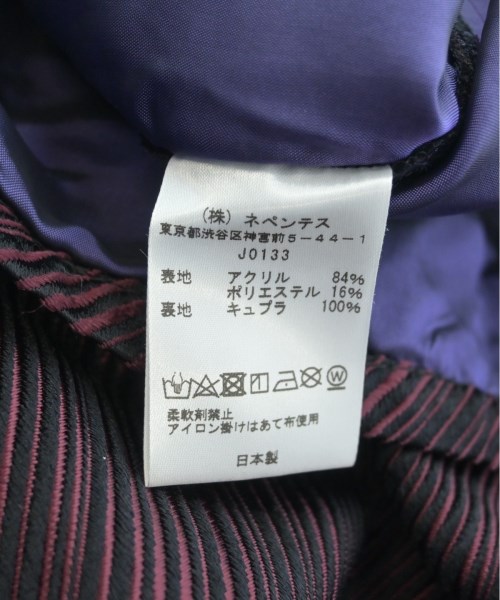 (株) ネペンテス
東京都渋谷区神宮前5-44-1
J0133
表地 アクリル 84%
ポリエステル 16%
裏地 キュプラ 100%
柔軟剤禁止
アイロン掛けはあて布使用
日本製